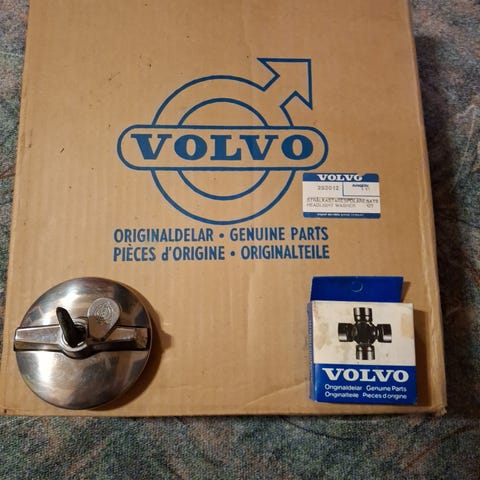 VOLVO
ORIGINALDELAR • GENUINE PARTS
PIÈCES d'ORIGINE • ORIGINALTEILE
VOLVO
HEADLIGHT WASHER
VOLVO
Originaldelar Genuine Parts
Originalteile Pièces d'origine